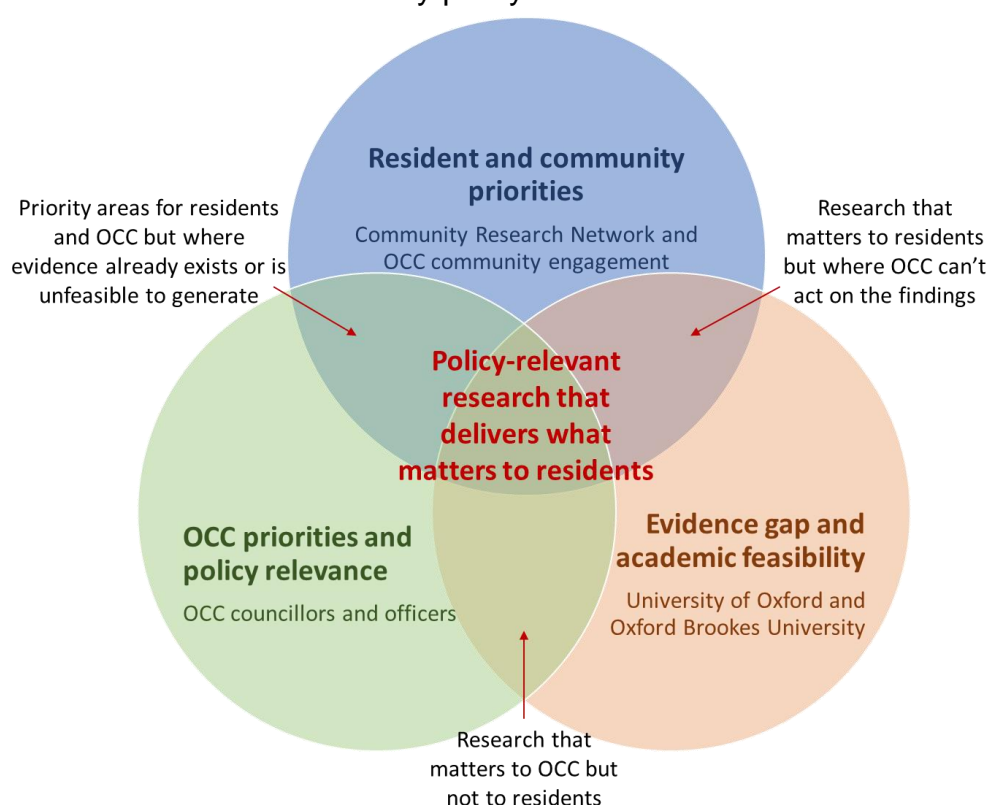 Resident and community
priorities
Community Research Network and
OCC community engagement
Priority areas for residents
and OCC but where
evidence already exists or is
unfeasible to generate
Research that
matters to residents
but where OCC can't
act on the findings
Policy-relevant
research that
delivers what
matters to residents
OCC priorities and
policy relevance
OCC councillors and officers
Evidence gap and
academic feasibility
University of Oxford and
Oxford Brookes University
Research that
matters to OCC but
not to residents